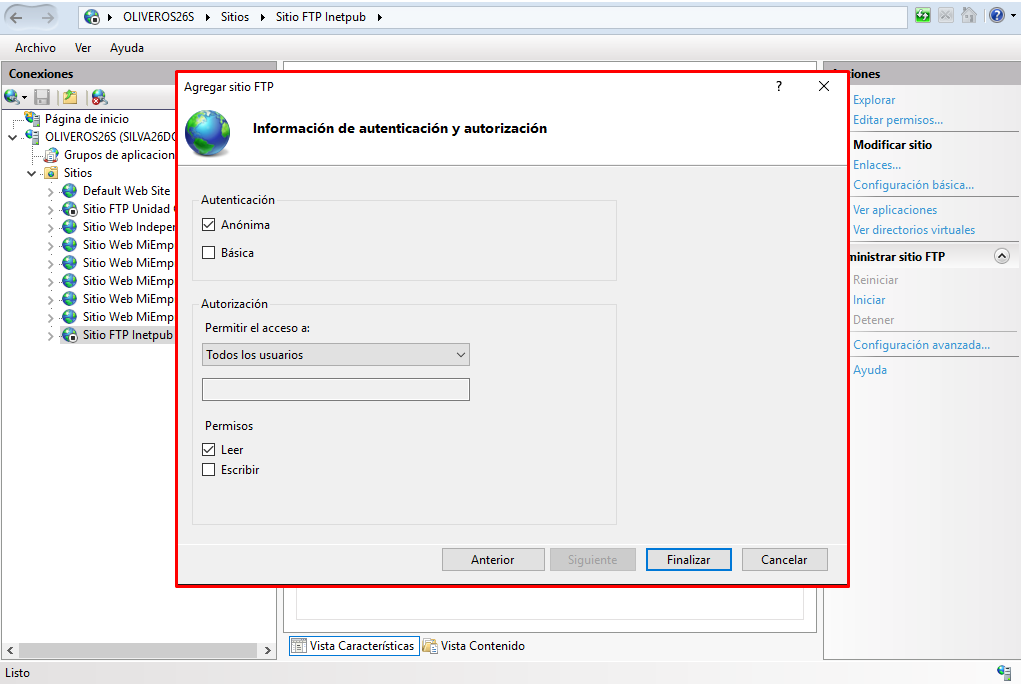 OLIVEROS26S ▸ Sitios ▸ Sitio FTP Inetpub ▸
Archivo Ver Ayuda
Conexiones
Página de inicio
OLIVEROS26S (SILVA26DO
Grupos de aplicacion
Sitios
Default Web Site
Sitio FTP Unidad
Sitio Web Indeper
Sitio Web MiEmp
Sitio Web MiEmp
Sitio Web MiEmp
Sitio Web MiEmp
Sitio Web MiEmp
Sitio FTP Inetpub
Agregar sitio FTP
Información de autenticación y autorización
Autenticación
Anónima
Básica
Autorización
Permitir el acceso a:
Todos los usuarios
Permisos
Leer
Escribir
Anterior Siguiente Finalizar Cancelar
Vista Características Vista Contenido
iones
Explorar
Editar permisos...
Modificar sitio
Enlaces...
Configuración básica...
Ver aplicaciones
Ver directorios virtuales
ministrar sitio FTP
Reiniciar
Iniciar
Detener
Configuración avanzada...
Ayuda
Listo